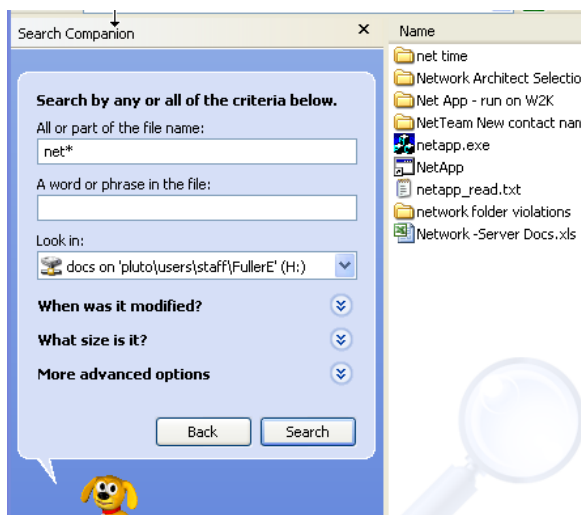 Search Companion
Search by any or all of the criteria below.
All or part of the file name:
net*
A word or phrase in the file:
Look in:
docs on 'pluto\users\staff\FullerE' (H:)
When was it modified?
What size is it?
More advanced options
Back
Search
Name
net time
Network Architect Selectio
Net App - run on W2K
NetTeam New contact nan
netapp.exe
NetApp
netapp_read.txt
network folder violations
Network -Server Docs.xls